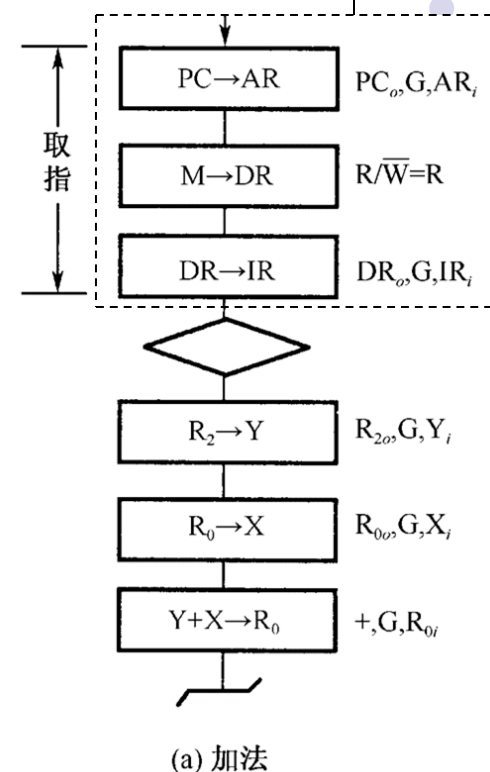 PC→AR PCₒ,G,ARᵢ
取指
M→DR R/W̅=R
DR→IR DRₒ,G,IRᵢ
R₂→Y R₂ₒ,G,Yᵢ
R₀→X R₀ₒ,G,Xᵢ
Y+X→R₀ +,G,R₀ᵢ
(a) 加法